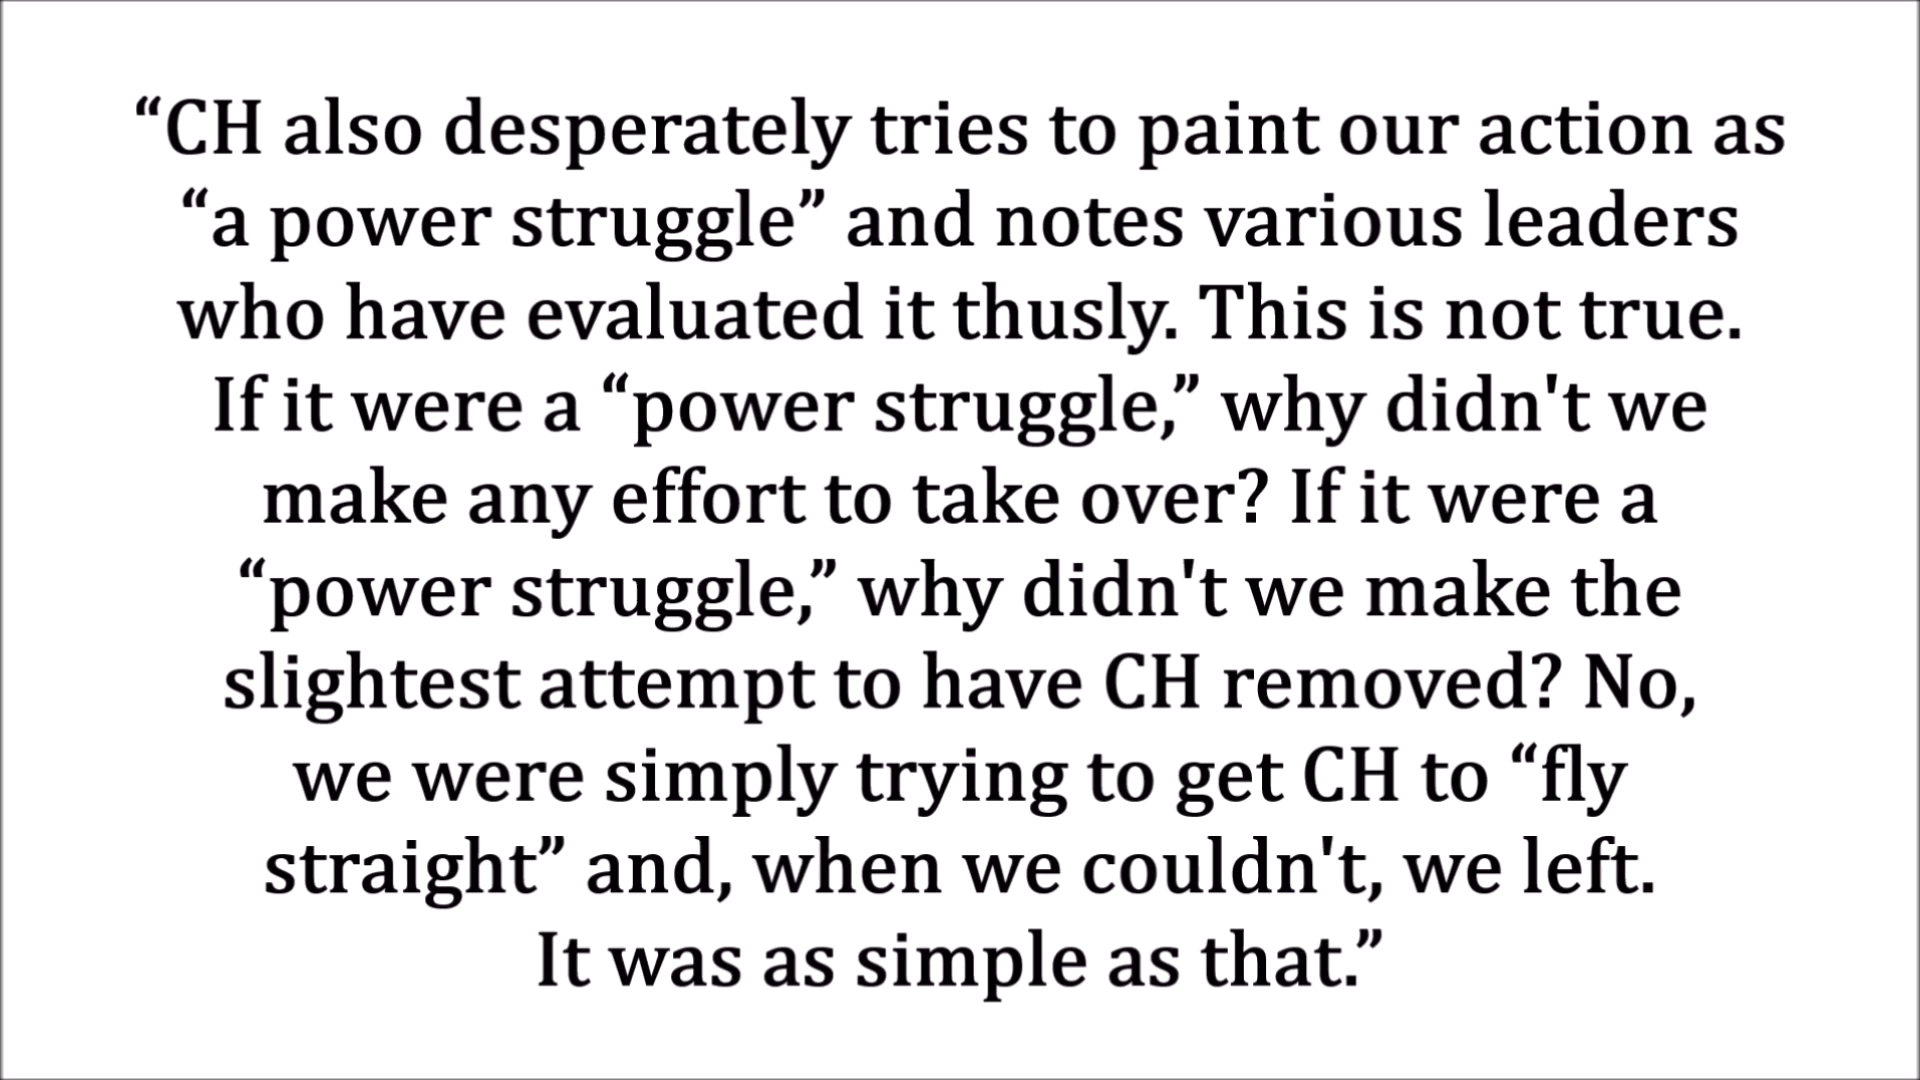 “CH also desperately tries to paint our action as
“a power struggle” and notes various leaders
who have evaluated it thusly. This is not true.
If it were a “power struggle,” why didn't we
make any effort to take over? If it were a
“power struggle,” why didn't we make the
slightest attempt to have CH removed? No,
we were simply trying to get CH to “fly
straight” and, when we couldn't, we left.
It was as simple as that.”